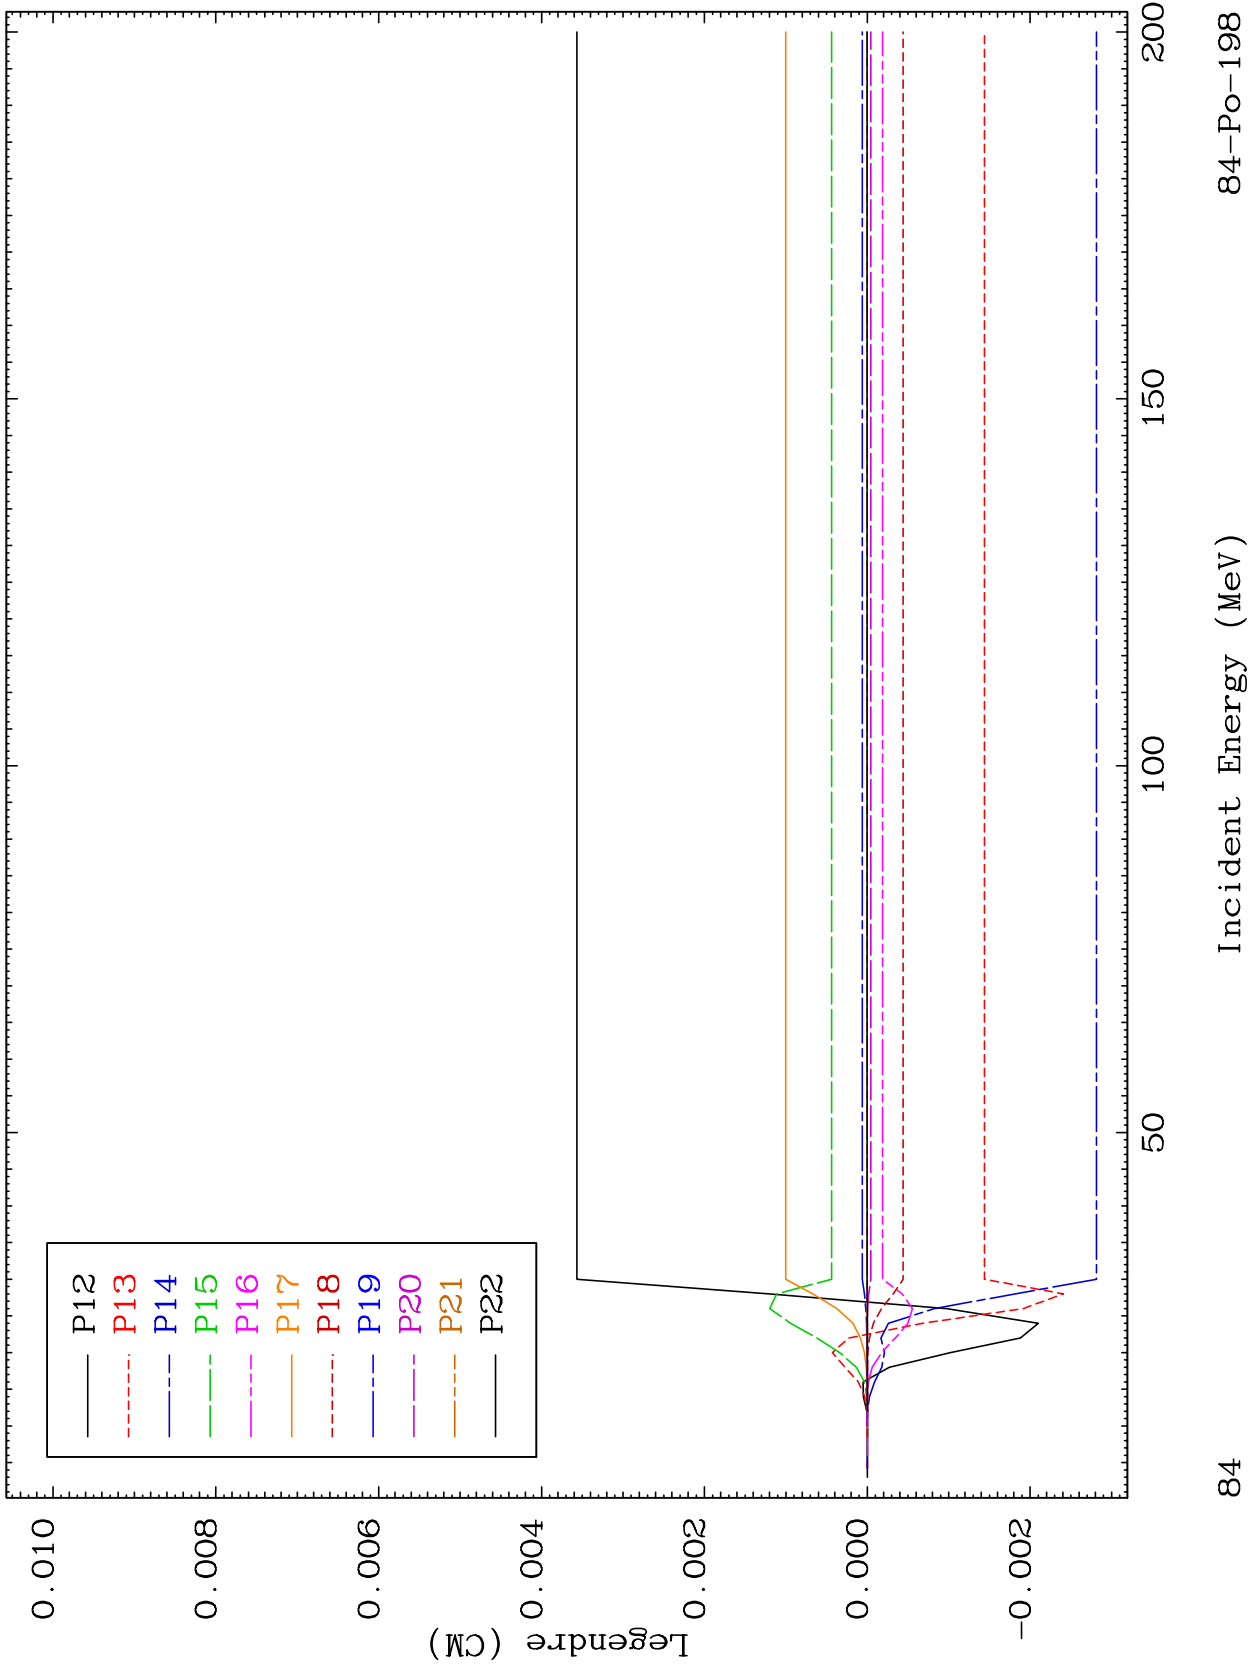 P12
P13
P14
P15
P16
P17
P18
P19
P20
P21
P22
0.010
0.008
0.006
0.004
0.002
0.000
-0.002
Legendre (CM)
50
100
150
200
84
Incident Energy (MeV)
84-Po-198